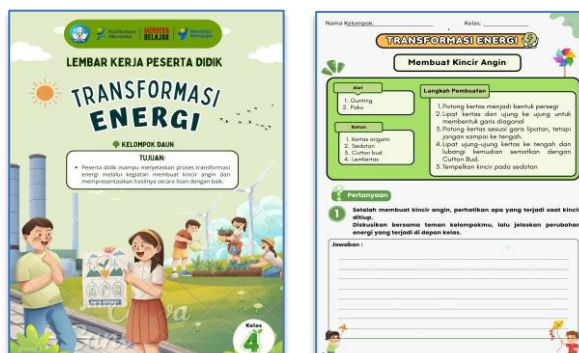 Kurikulum
Merdeka
MERDEKA
BELAJAR
Merdeka
Mengajar
LEMBAR KERJA PESERTA DIDIK
TRANSFORMASI
ENERGI
KELOMPOK DAUN
TUJUAN:
Peserta didik mampu menjelaskan proses transformasi
energi melalui kegiatan membuat kincir angin dan
mempresentasikan hasilnya secara lisan dengan baik.
Canva
Kelas
4
Nama Kelompok:
Kelas:
TRANSFORMASI ENERGI
Membuat Kincir Angin
Alat
1. Gunting
2. Paku
Bahan
1. Kertas origami
2. Sedotan
3. Cutton bud
4. Lemkertas
Langkah Pembuatan
1. Potong kertas menjadi bentuk persegi
2. Lipat kertas dari ujung ke ujung untuk
membentuk garis diagonal
3. Potong kertas sesuai garis lipatan, tetapi
jangan sampai ke tengah.
4. Lipat ujung-ujung kertas ke tengah dan
lubangi kemudian sematkan dengan
Cutton Bud.
5. Tempelkan kincir pada sedotan
Pertanyaan
1
Setelah membuat kincir angin, perhatikan apa yang terjadi saat kincir
ditiup.
Diskusikan bersama teman kelompokmu, lalu jelaskan perubahan
energi yang terjadi di depan kelas.
Jawaban :